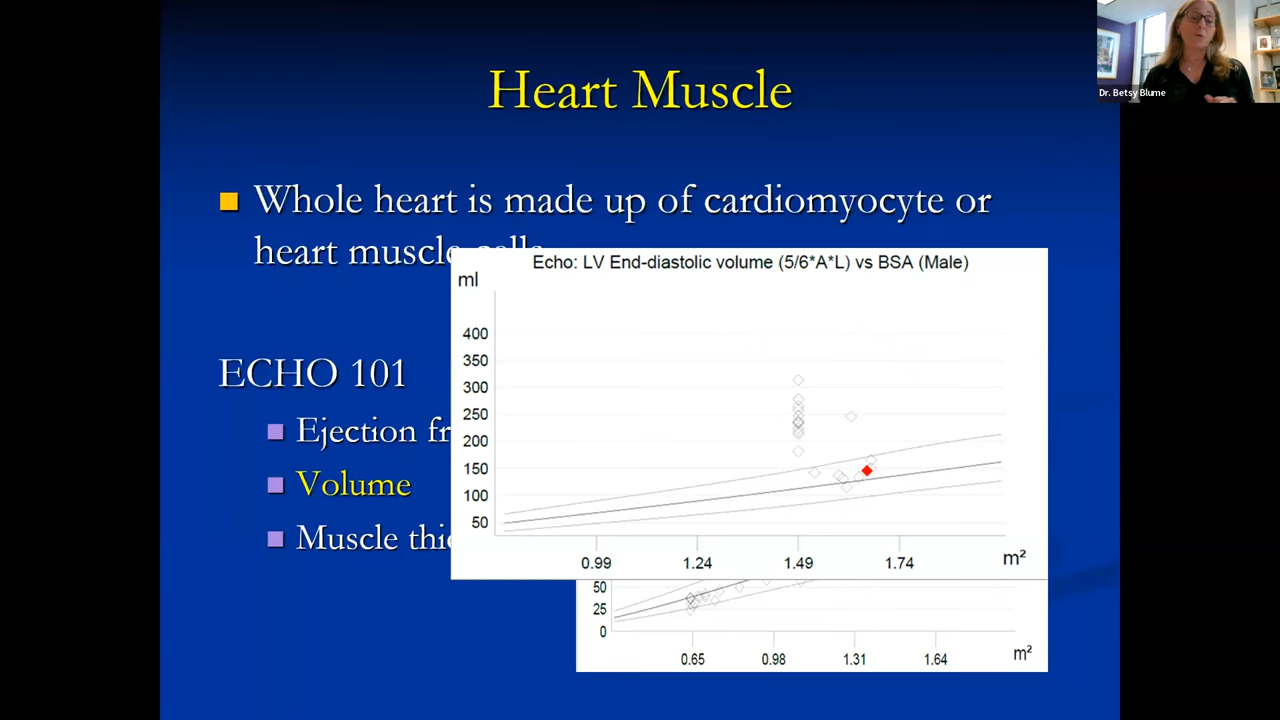 Heart Muscle
Dr. Betsy Blume
Whole heart is made up of cardiomyocyte or
heart muscle cells
Echo: LV End-diastolic volume (5/6*A*L) vs BSA (Male)
ml
400
350
300
250
200
150
100
50
0.99 1.24 1.49 1.74 m²
ECHO 101
Ejection fr
Volume
Muscle thic
50
25
0
0.65 0.98 1.31 1.64 m²